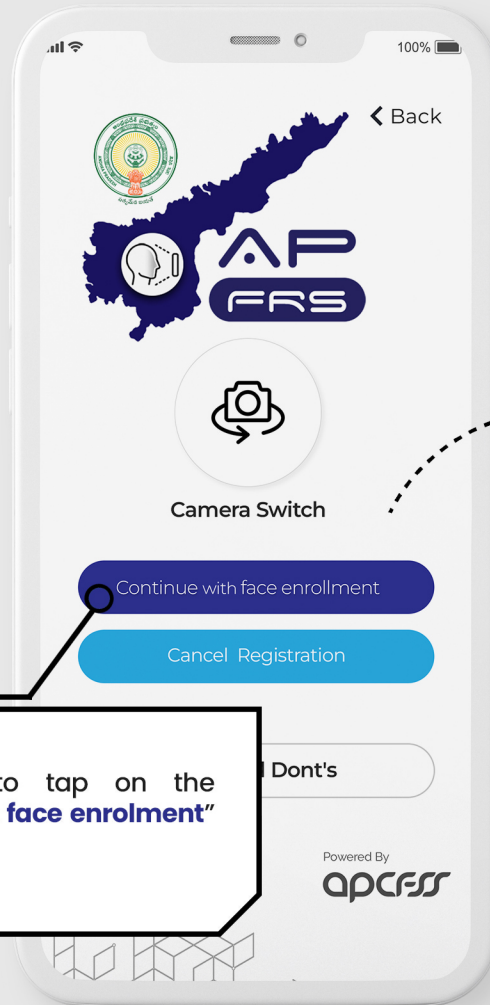 100%
Back
AP
FRS
Camera Switch
Continue with face enrollment
Cancel Registration
to tap on the
face enrolment”
Dont's
Powered By
apcfss